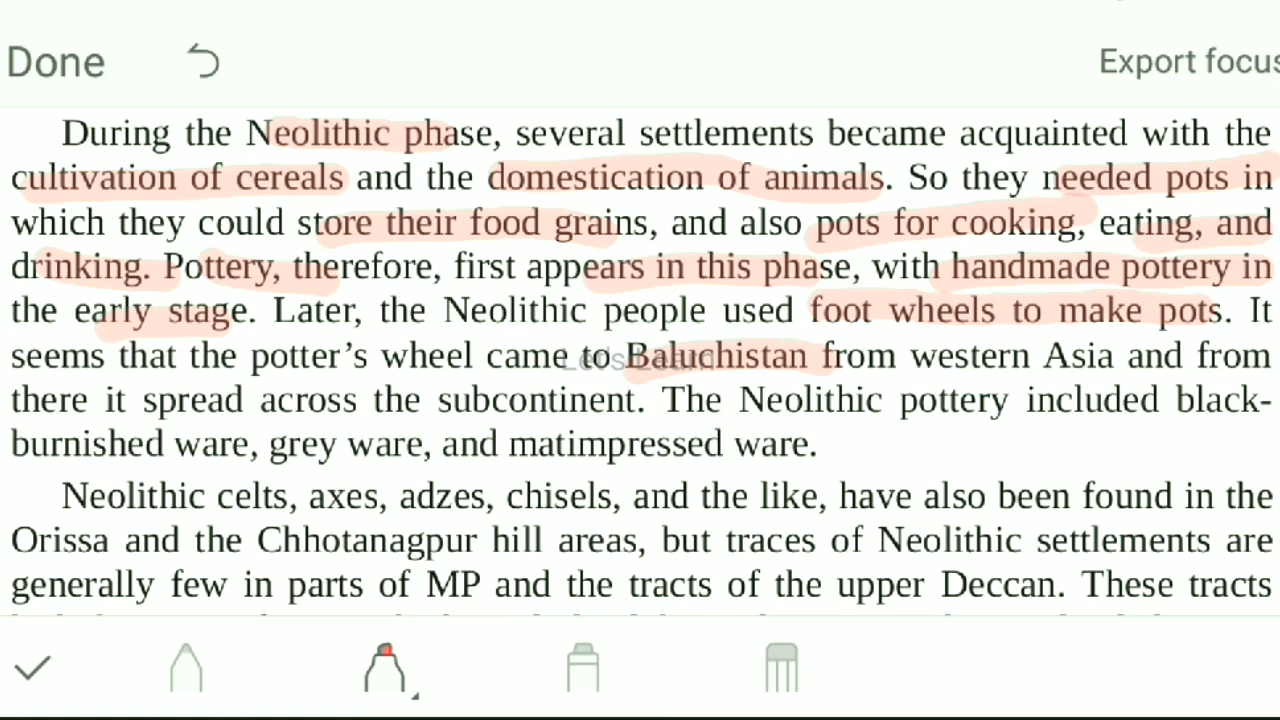 Done Export focus
During the Neolithic phase, several settlements became acquainted with the
cultivation of cereals and the domestication of animals. So they needed pots in
which they could store their food grains, and also pots for cooking, eating, and
drinking. Pottery, therefore, first appears in this phase, with handmade pottery in
the early stage. Later, the Neolithic people used foot wheels to make pots. It
seems that the potter's wheel came to Baluchistan from western Asia and from
Let's Learn
there it spread across the subcontinent. The Neolithic pottery included black-
burnished ware, grey ware, and matimpressed ware.
Neolithic celts, axes, adzes, chisels, and the like, have also been found in the
Orissa and the Chhotanagpur hill areas, but traces of Neolithic settlements are
generally few in parts of MP and the tracts of the upper Deccan. These tracts